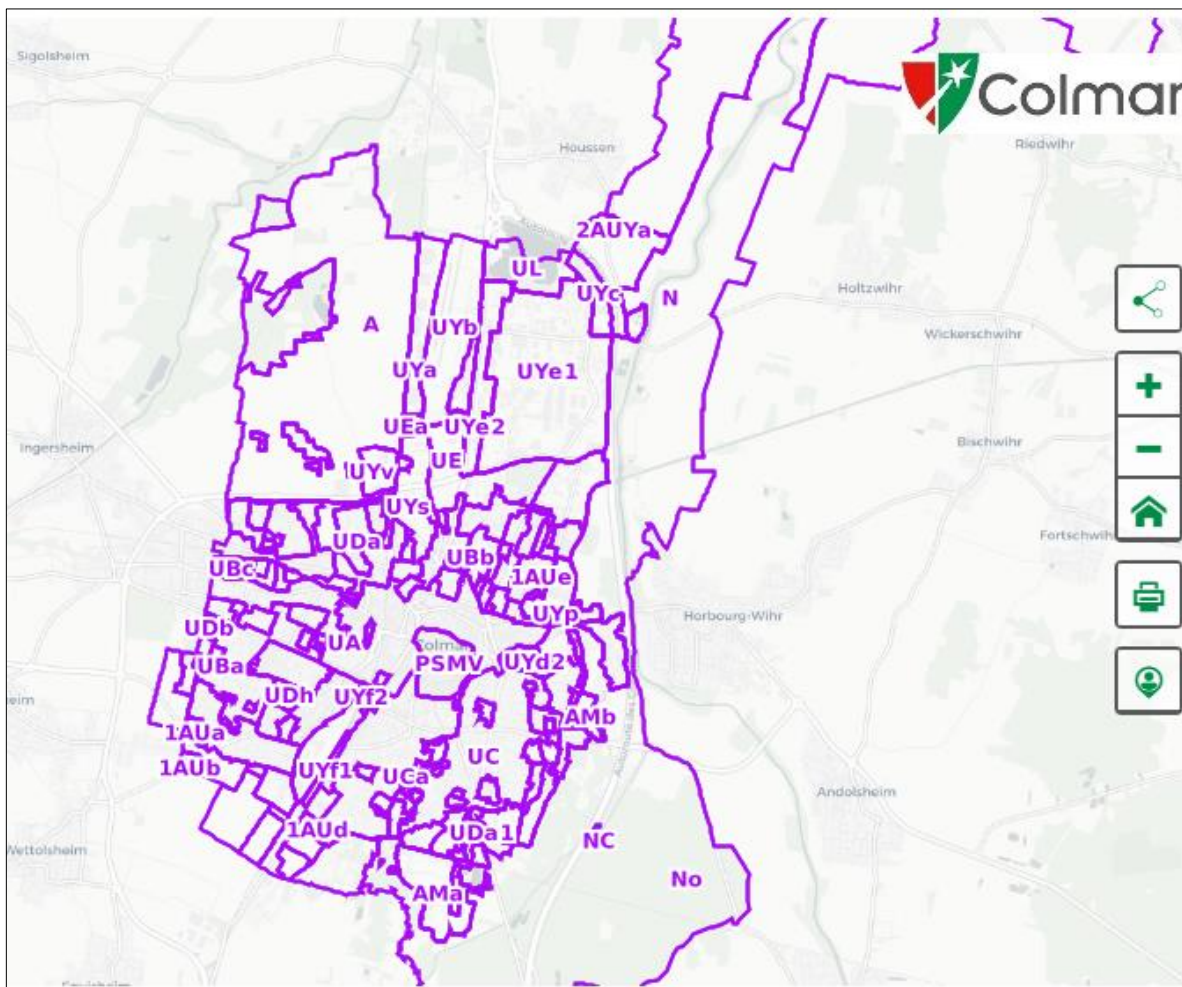 Sigolsheim
Colmar
Houssen
Riedwihr
2AUYa
UL
UYc
N
Holtzwihr
A
UYb
Wickerschwihr
UYa
UYe1
UEa
UYe2
Ingersheim
Bischwihr
UE
UYv
UYs
Fortschwihr
UDa
UBb
UBc
1AUe
UYp
Horbourg-Wihr
UDb
UA
Colmar
PSMV
UYd2
UBa
UDh
UYf2
AMb
1AUa
UC
1AUb
UYf1
UCa
Andolsheim
1AUd
UDa1
NC
Wettolsheim
No
AMa